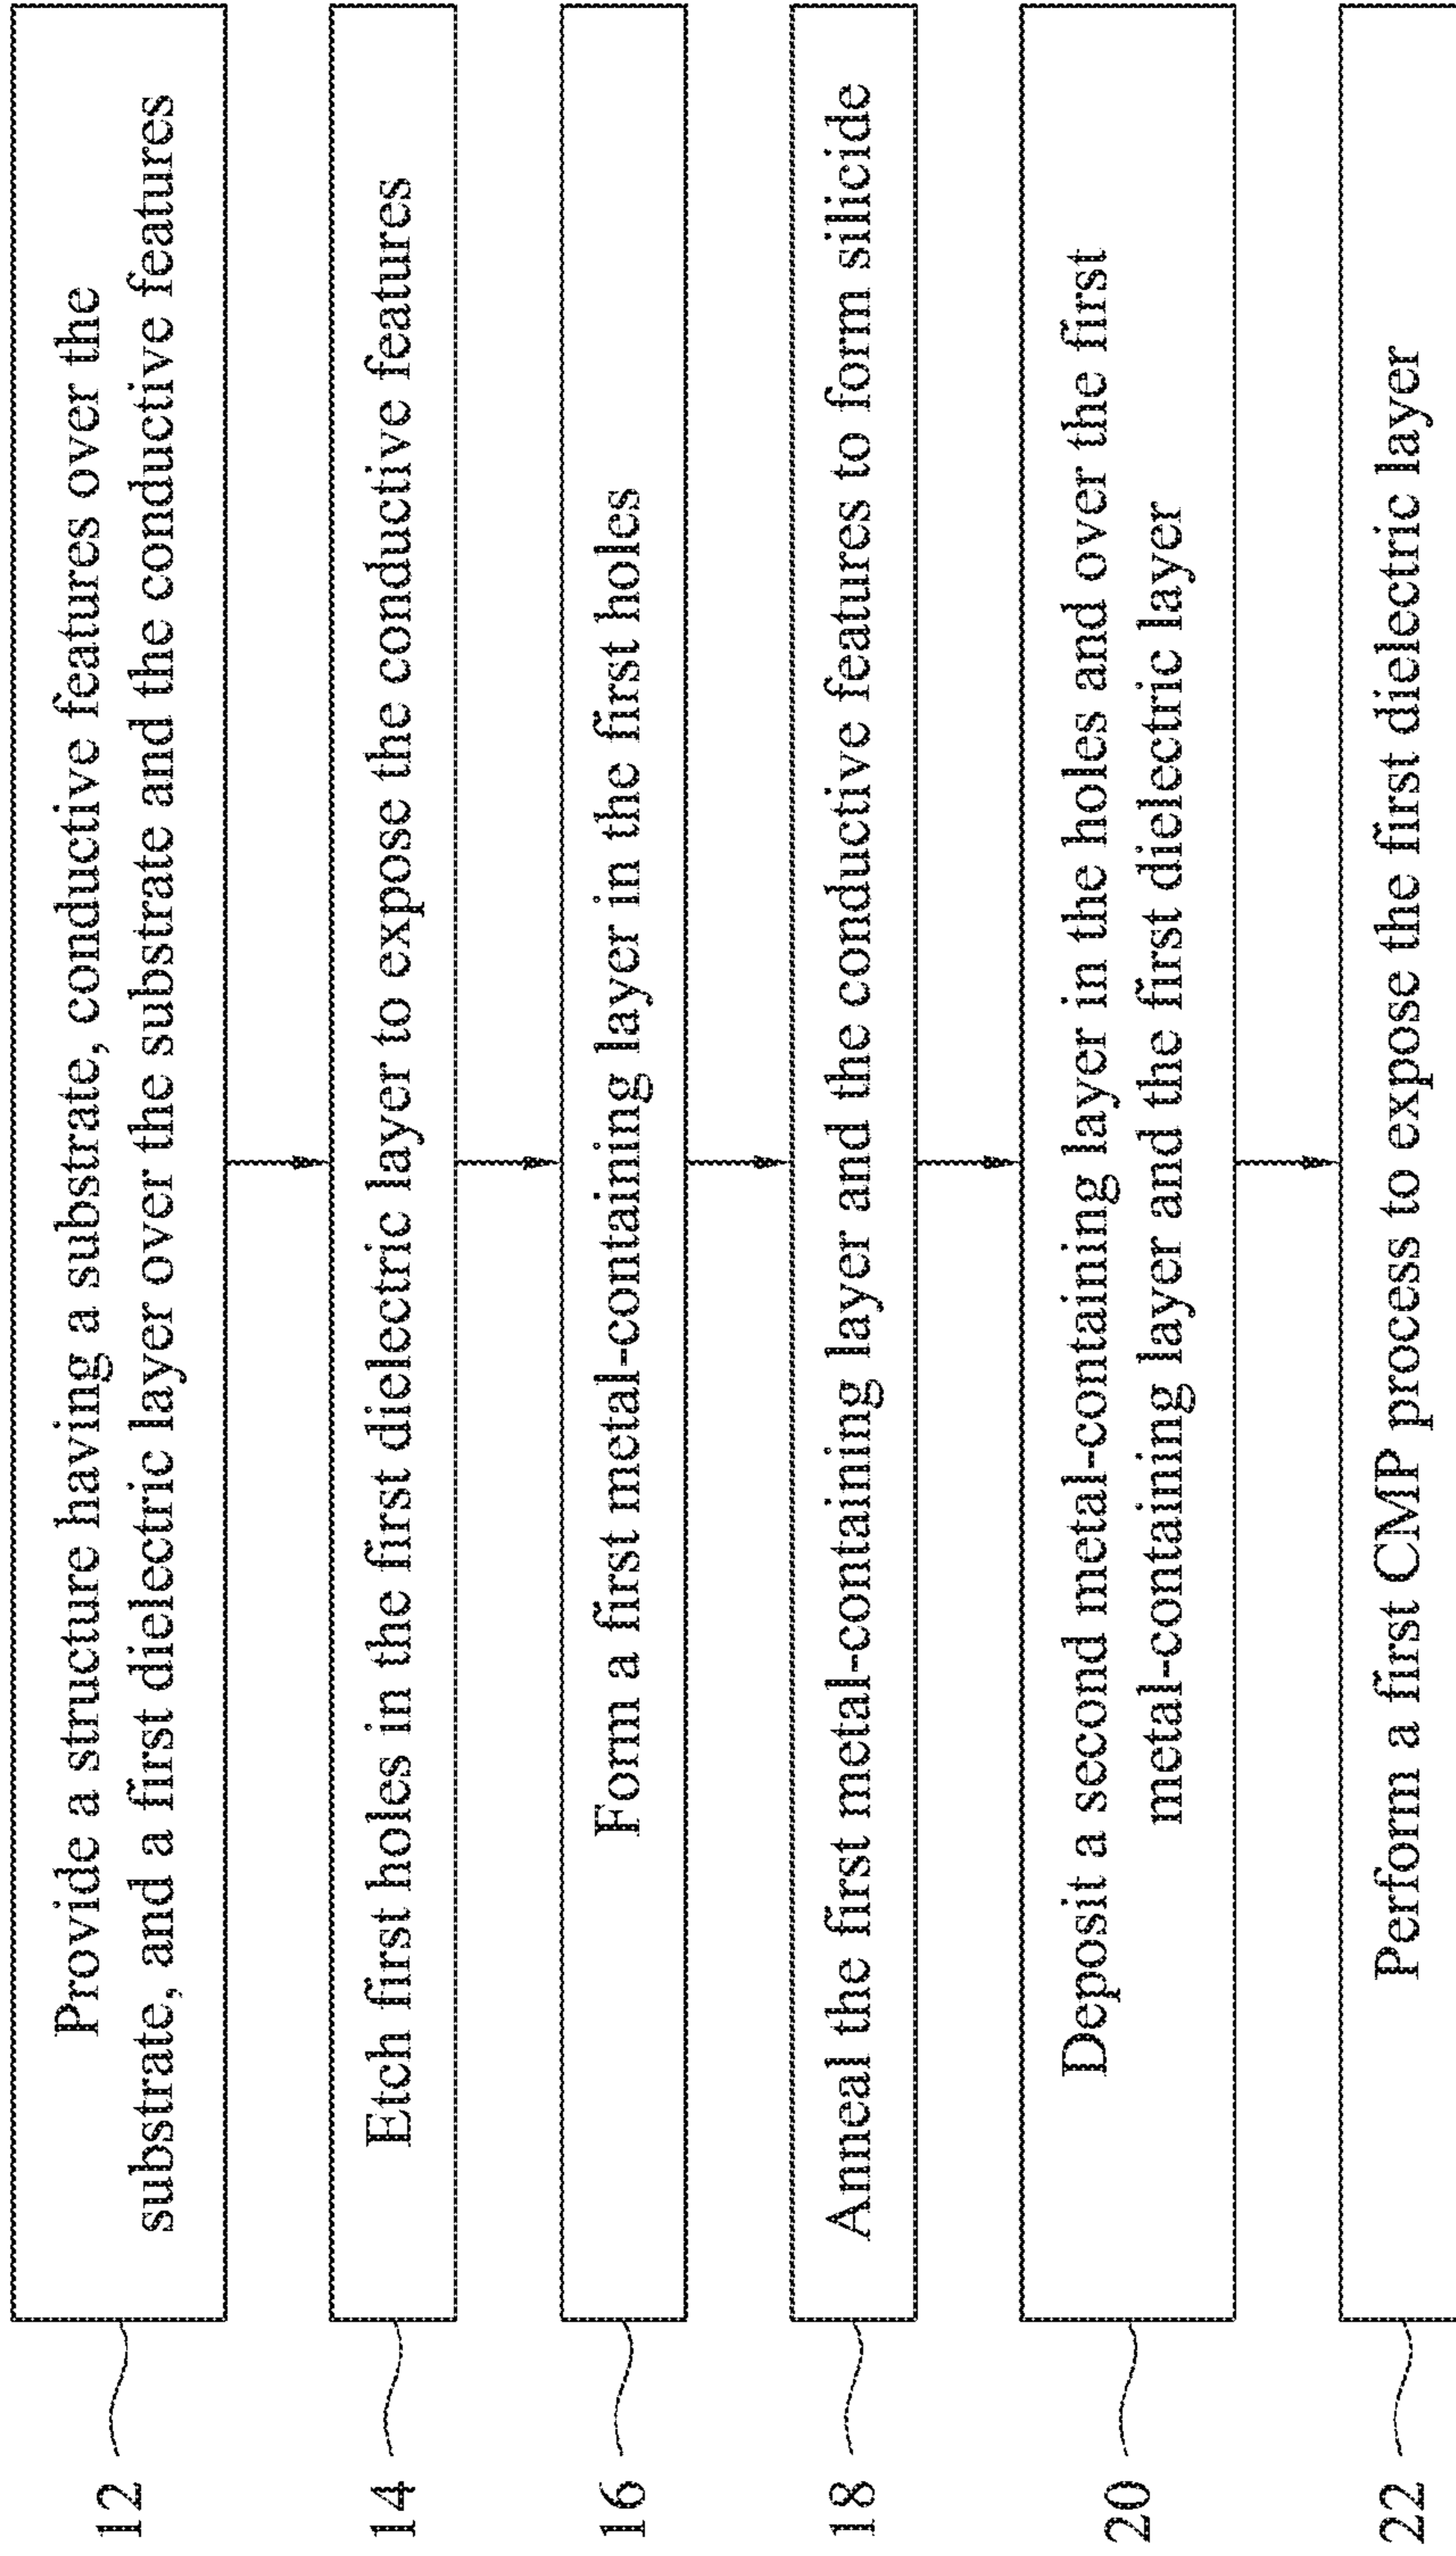 12
Provide a structure having a substrate, conductive features over the
substrate, and a first dielectric layer over the substrate and the conductive features
14
Etch first holes in the first dielectric layer to expose the conductive features
16
Form a first metal-containing layer in the first holes
18
Anneal the first metal-containing layer and the conductive features to form silicide
20
Deposit a second metal-containing layer in the holes and over the first
metal-containing layer and the first dielectric layer
22
Perform a first CMP process to expose the first dielectric layer